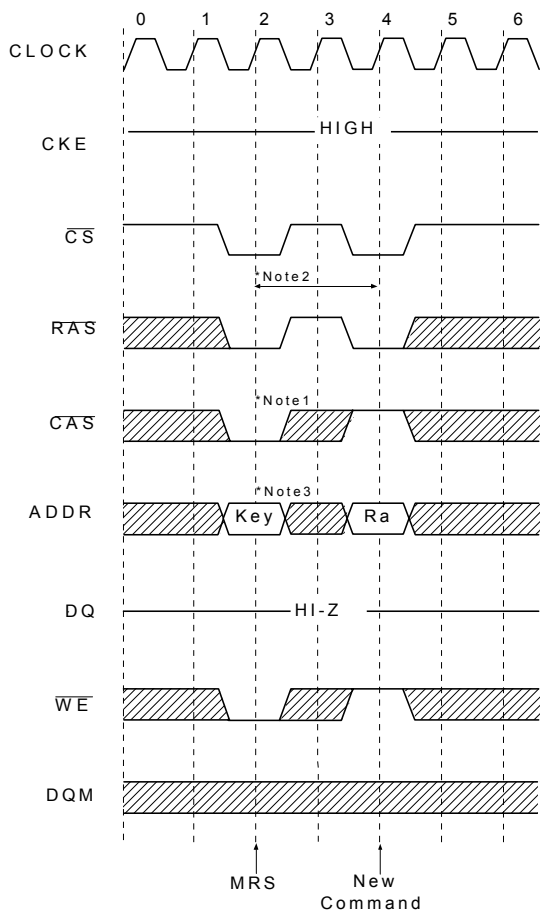 0 1 2 3 4 5 6
CLOCK
HIGH
CKE
CS
*Note2
RAS
*Note1
CAS
*Note3
ADDR Key Ra
DQ HI-Z
WE
DQM
MRS New
Command